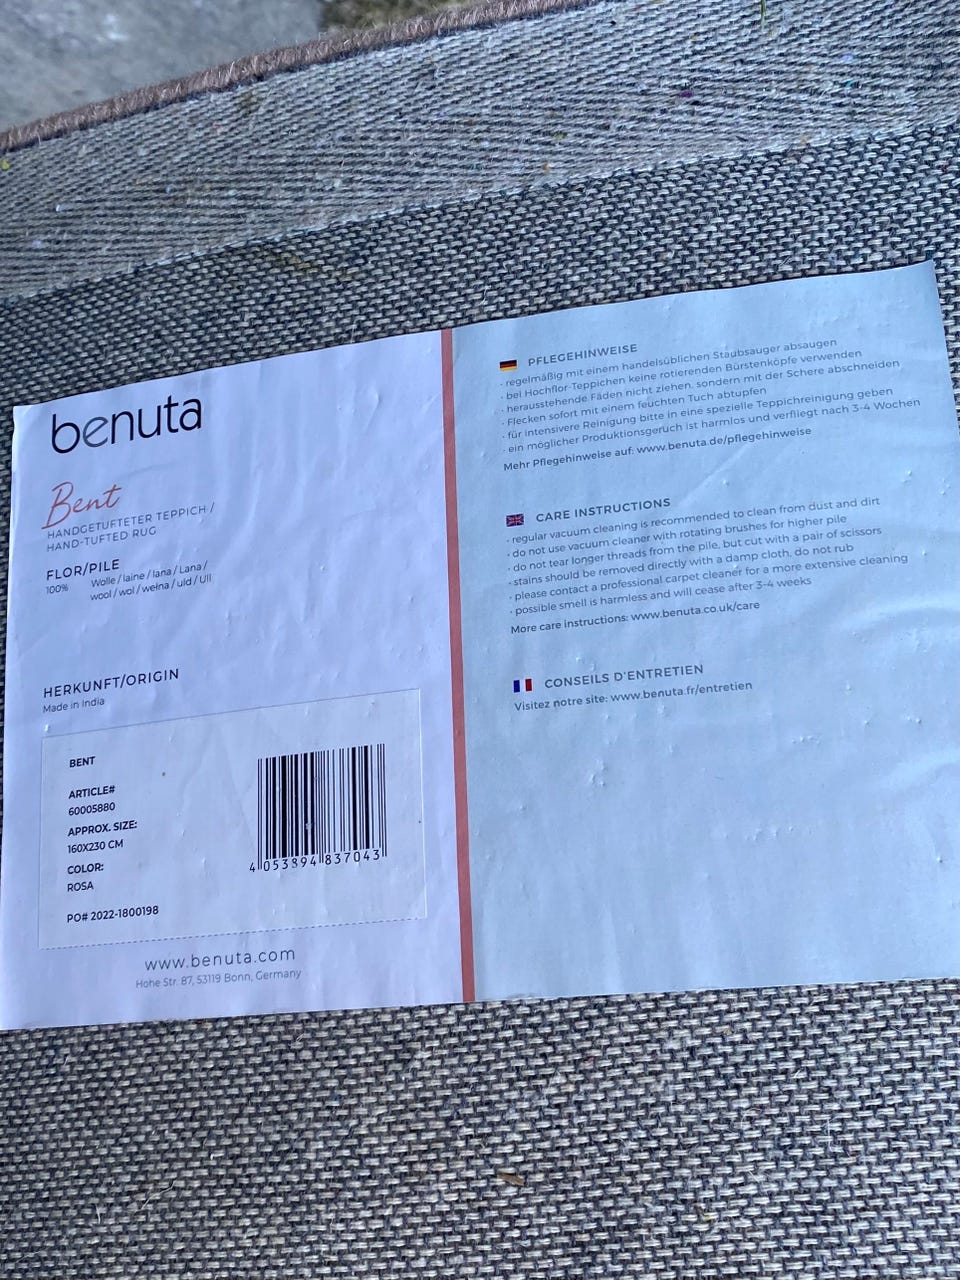 benuta
Bent
HANDGETUFTETER TEPPICH /
HAND-TUFTED RUG
FLOR/PILE
100% Wolle / laine / lana / Lana /
wool / wol / wełna / uld / Ull
HERKUNFT/ORIGIN
Made in India
BENT
ARTICLE#
60005880
APPROX. SIZE:
160X230 CM
COLOR:
ROSA
PO# 2022-1800198
4 053894 837043
www.benuta.com
Hohe Str. 87, 53119 Bonn, Germany
PFLEGEHINWEISE
· regelmäßig mit einem handelsüblichen Staubsauger absaugen
· bei Hochflor-Teppichen keine rotierenden Bürstenköpfe verwenden
· herausstehende Fäden nicht ziehen, sondern mit der Schere abschneiden
· Flecken sofort mit einem feuchten Tuch abtupfen
· für intensivere Reinigung bitte in eine spezielle Teppichreinigung geben
· ein möglicher Produktionsgeruch ist harmlos und verfliegt nach 3-4 Wochen
Mehr Pflegehinweise auf: www.benuta.de/pflegehinweise
CARE INSTRUCTIONS
· regular vacuum cleaning is recommended to clean from dust and dirt
· do not use vacuum cleaner with rotating brushes for higher pile
· do not tear longer threads from the pile, but cut with a pair of scissors
· stains should be removed directly with a damp cloth, do not rub
· please contact a professional carpet cleaner for a more extensive cleaning
· possible smell is harmless and will cease after 3-4 weeks
More care instructions: www.benuta.co.uk/care
CONSEILS D'ENTRETIEN
Visitez notre site: www.benuta.fr/entretien